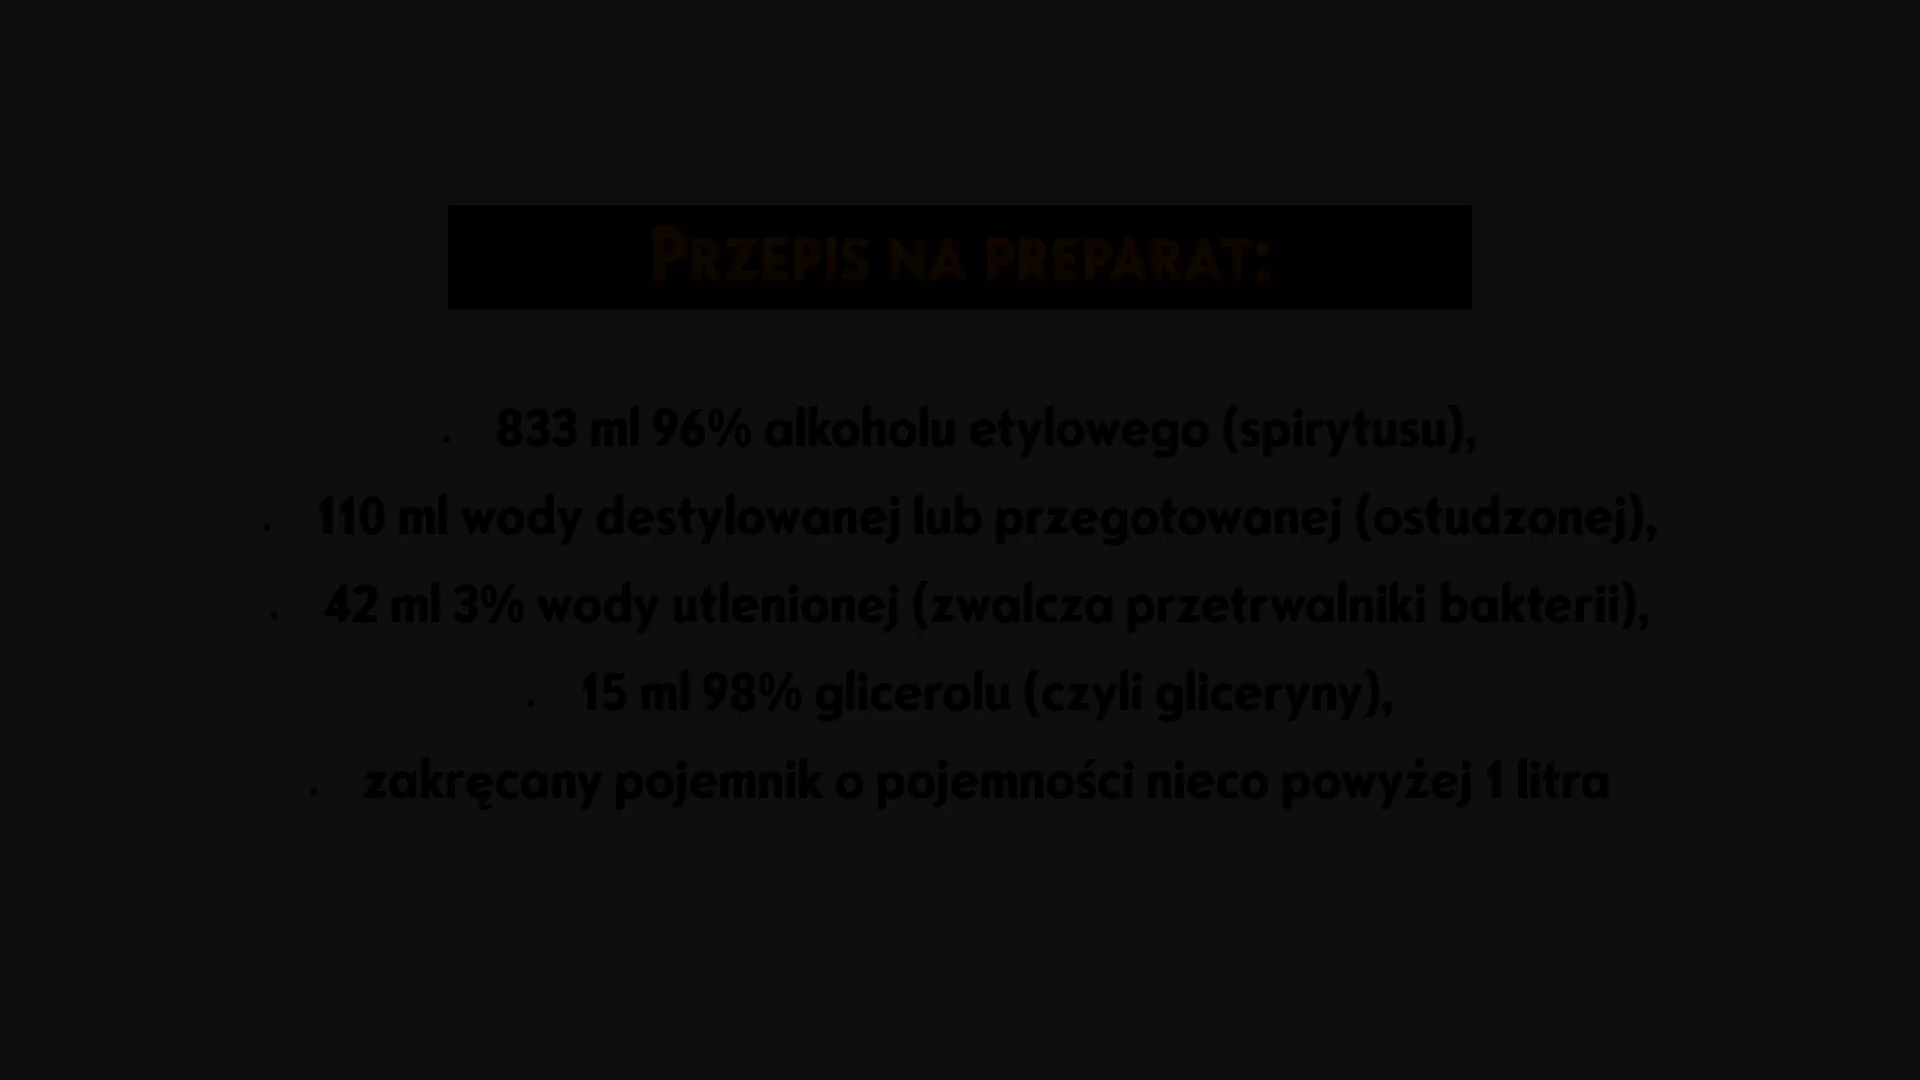 Przepis na preparat:
· 833 ml 96% alkoholu etylowego (spirytusu),
· 110 ml wody destylowanej lub przegotowanej (ostudzonej),
· 42 ml 3% wody utlenionej (zwalcza przetrwalniki bakterii),
· 15 ml 98% glicerolu (czyli gliceryny),
· zakręcany pojemnik o pojemności nieco powyżej 1 litra